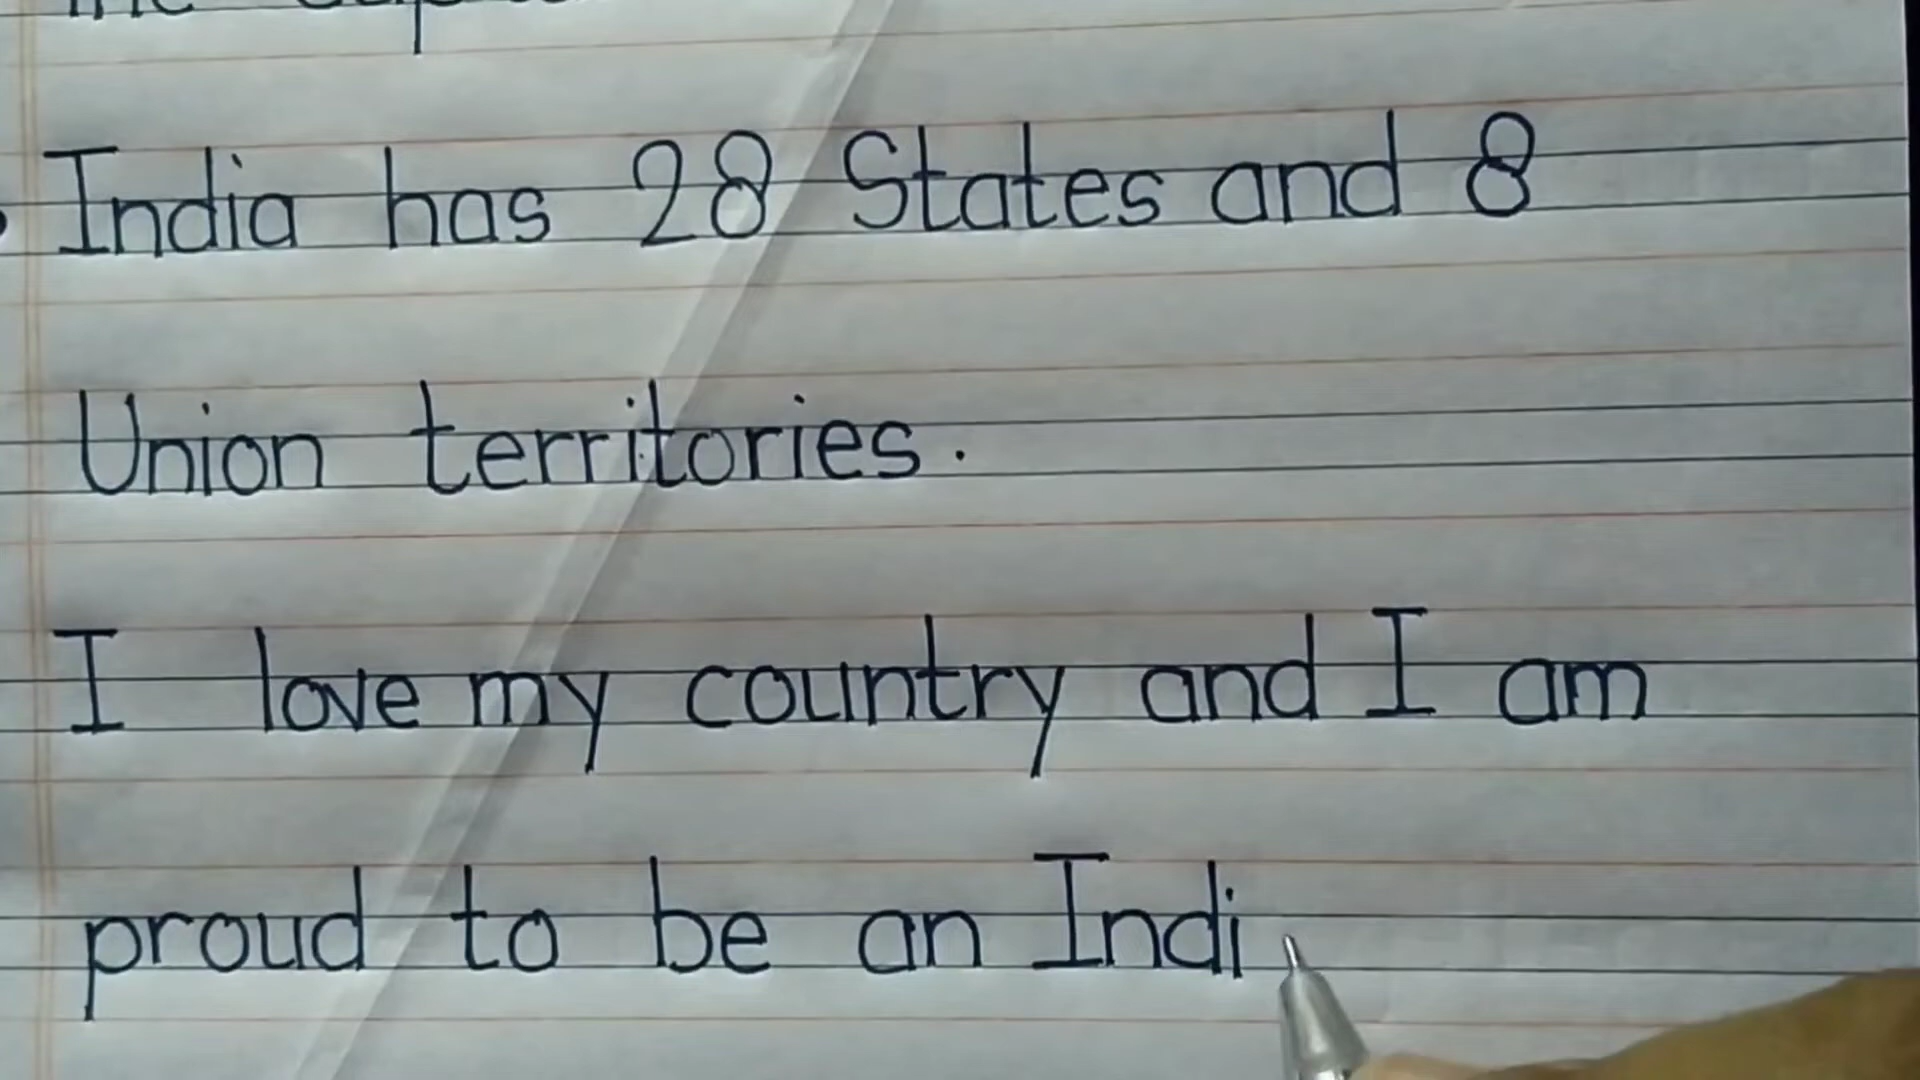 India has 28 States and 8
Union territories.
I love my country and I am
proud to be an Indi